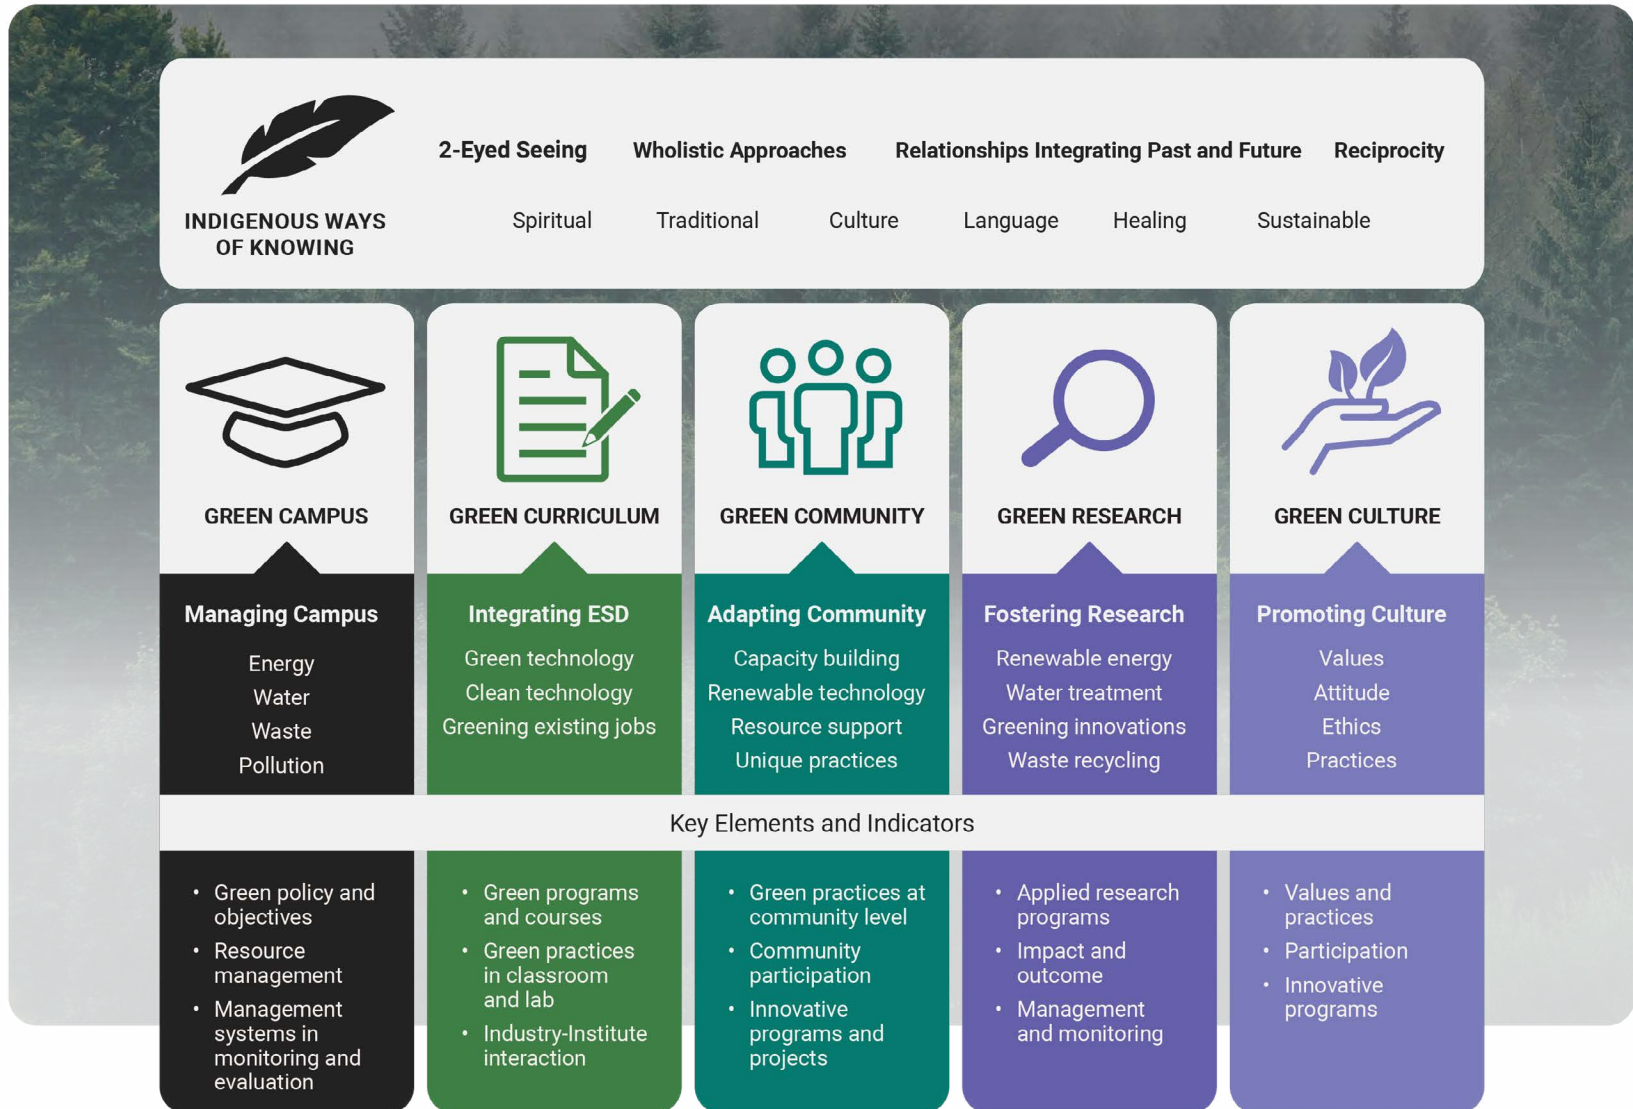 2-Eyed Seeing Wholistic Approaches Relationships Integrating Past and Future Reciprocity
INDIGENOUS WAYS
OF KNOWING
Spiritual Traditional Culture Language Healing Sustainable
GREEN CAMPUS
Managing Campus
Energy
Water
Waste
Pollution
GREEN CURRICULUM
Integrating ESD
Green technology
Clean technology
Greening existing jobs
GREEN COMMUNITY
Adapting Community
Capacity building
Renewable technology
Resource support
Unique practices
GREEN RESEARCH
Fostering Research
Renewable energy
Water treatment
Greening innovations
Waste recycling
GREEN CULTURE
Promoting Culture
Values
Attitude
Ethics
Practices
Key Elements and Indicators
• Green policy and
objectives
• Resource
management
• Management
systems in
monitoring and
evaluation
• Green programs
and courses
• Green practices
in classroom
and lab
• Industry-Institute
interaction
• Green practices at
community level
• Community
participation
• Innovative
programs and
projects
• Applied research
programs
• Impact and
outcome
• Management
and monitoring
• Values and
practices
• Participation
• Innovative
programs